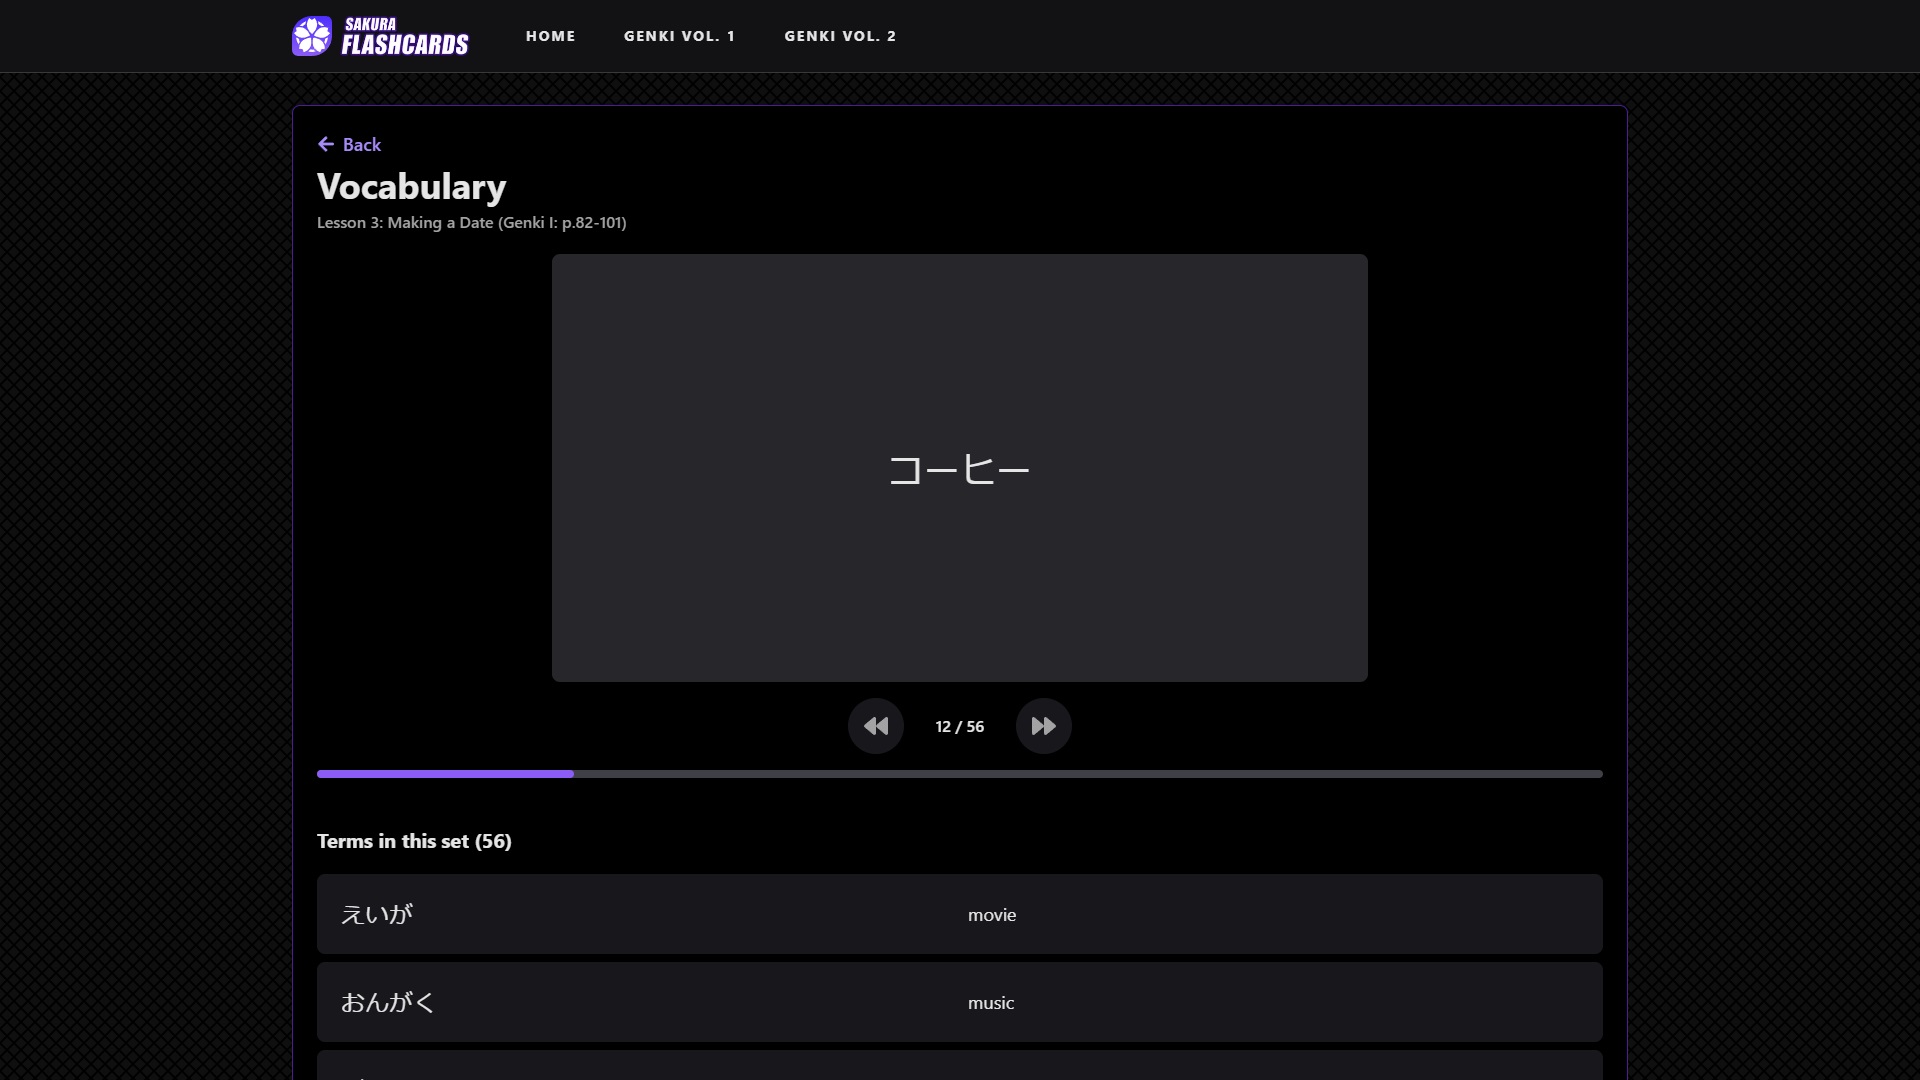 SAKURA
FLASHCARDS
HOME
GENKI VOL. 1
GENKI VOL. 2
Back
Vocabulary
Lesson 3: Making a Date (Genki I: p.82-101)
コーヒー
12 / 56
Terms in this set (56)
えいが
movie
おんがく
music